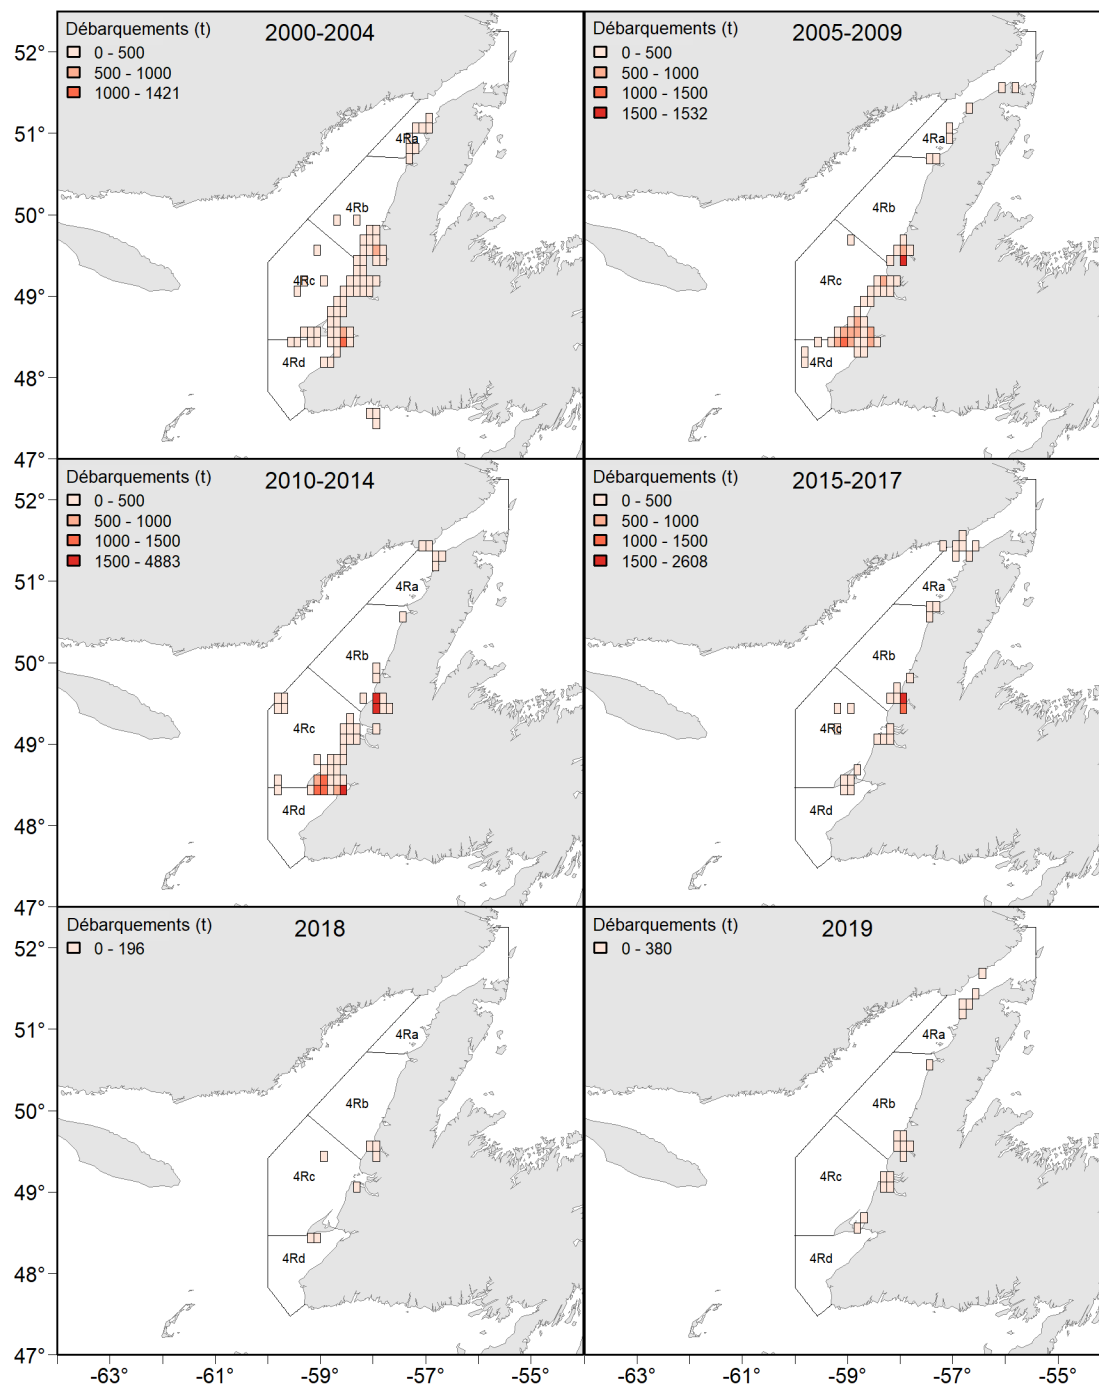 Débarquements (t)
2000-2004
0 - 500
500 - 1000
1000 - 1421
4Ra
4Rb
4Rc
4Rd
52°
51°
50°
49°
48°
47°
Débarquements (t)
2005-2009
0 - 500
500 - 1000
1000 - 1500
1500 - 1532
4Ra
4Rb
4Rc
4Rd
Débarquements (t)
2010-2014
0 - 500
500 - 1000
1000 - 1500
1500 - 4883
4Ra
4Rb
4Rc
4Rd
52°
51°
50°
49°
48°
47°
Débarquements (t)
2015-2017
0 - 500
500 - 1000
1000 - 1500
1500 - 2608
4Ra
4Rb
4Rc
4Rd
Débarquements (t)
2018
0 - 196
4Ra
4Rb
4Rc
4Rd
52°
51°
50°
49°
48°
47°
Débarquements (t)
2019
0 - 380
4Ra
4Rb
4Rc
4Rd
-63° -61° -59° -57° -55°
-63° -61° -59° -57° -55°